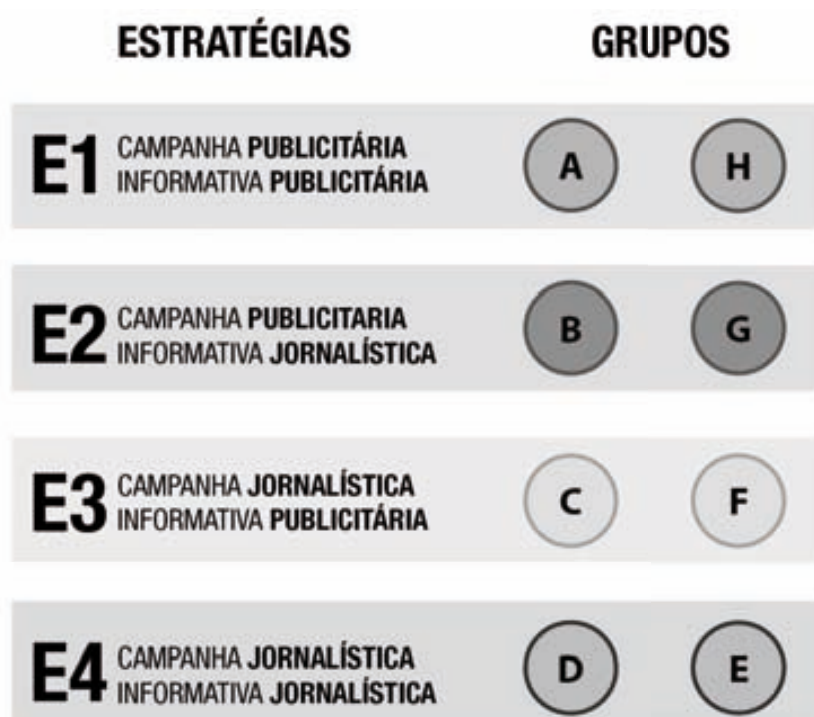 ESTRATÉGIAS GRUPOS
E1 CAMPANHA PUBLICITÁRIA
INFORMATIVA PUBLICITÁRIA
A H
E2 CAMPANHA PUBLICITARIA
INFORMATIVA JORNALÍSTICA
B G
E3 CAMPANHA JORNALÍSTICA
INFORMATIVA PUBLICITÁRIA
C F
E4 CAMPANHA JORNALÍSTICA
INFORMATIVA JORNALÍSTICA
D E